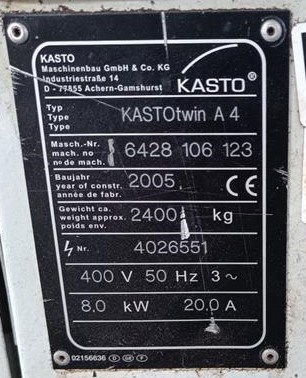 KASTO
Maschinenbau GmbH & Co. KG
Industriestraße 14
D - 77855 Achern-Gamshurst
KASTO®
Typ
Type KASTOtwin A 4
Type
Masch.-Nr.
mach. no 6428 106 123
no de mach.
Baujahr
year of constr. 2005 CE
année de fabr.
Gewicht ca.
weight approx. 2400 kg
poids env.
Nr. 4026551
400 V 50 Hz 3~
8.0 kW 20.0 A
02156636 D GB F